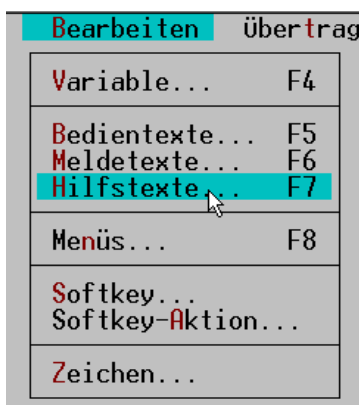 Bearbeiten Übertrag
Variable... F4
Bedientexte... F5
Meldetexte... F6
Hilfstexte... F7
Menüs... F8
Softkey...
Softkey-Aktion...
Zeichen...